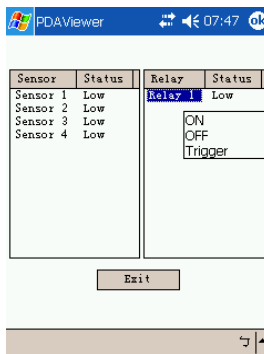 PDAViewer 07:47 ok
Sensor Status Relay Status
Sensor 1 Low Relay 1 Low
Sensor 2 Low
Sensor 3 Low
Sensor 4 Low
ON
OFF
Trigger
Exit